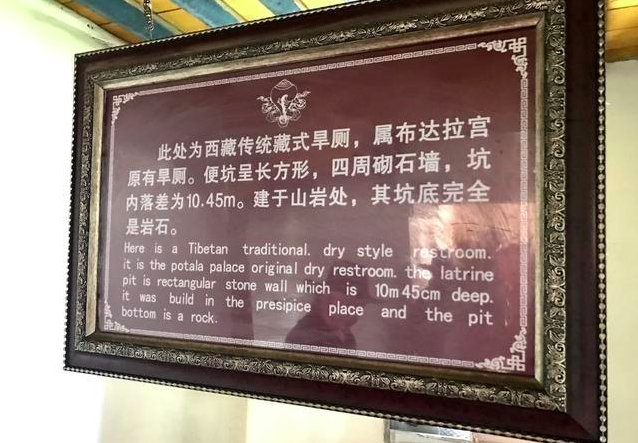 此处为西藏传统藏式旱厕，属布达拉宫
原有旱厕。便坑呈长方形，四周砌石墙，坑
内落差为10.45m。建于山岩处，其坑底完全
是岩石。
Here is a Tibetan traditional. dry style restroom.
it is the potala palace original dry restroom. the latrine
pit is rectangular stone wall which is 10m45cm deep.
it was build in the presipice place and the pit
bottom is a rock.